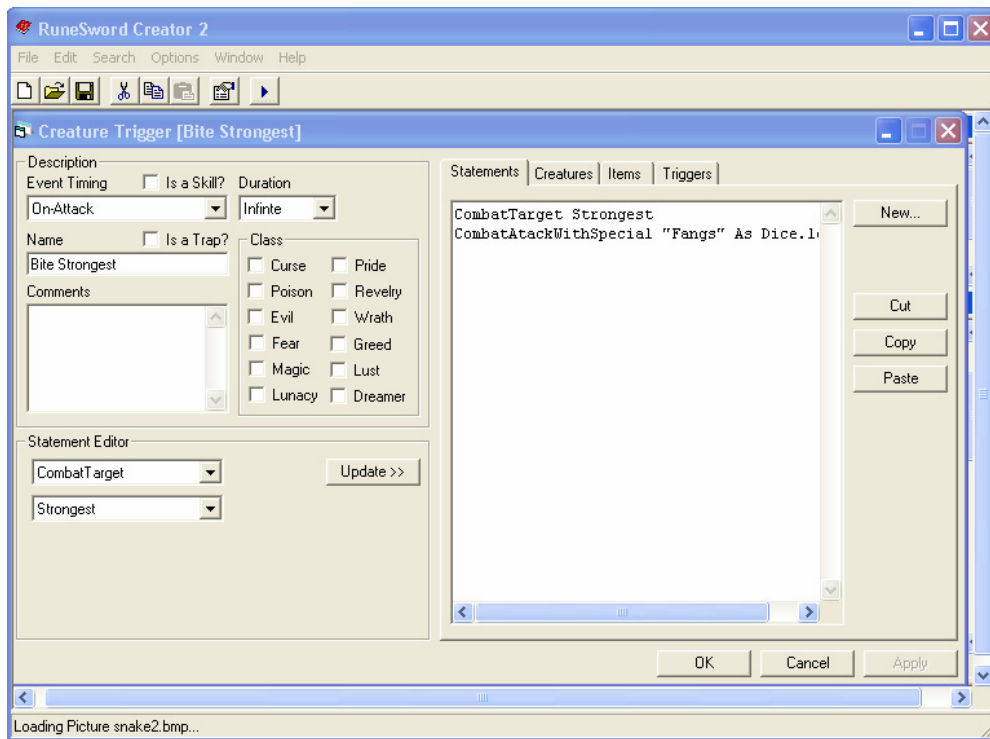 RuneSword Creator 2
File Edit Search Options Window Help
Creature Trigger [Bite Strongest]
Description
Event Timing Is a Skill? Duration
On-Attack Infinte
Name Is a Trap? Class
Bite Strongest
Curse Pride
Comments
Poison Revelry
Evil Wrath
Fear Greed
Magic Lust
Lunacy Dreamer
Statement Editor
CombatTarget Update >>
Strongest
Statements Creatures Items Triggers
CombatTarget Strongest
CombatAtackWithSpecial "Fangs" As Dice.
New...
Cut
Copy
Paste
OK Cancel Apply
Loading Picture snake2.bmp...